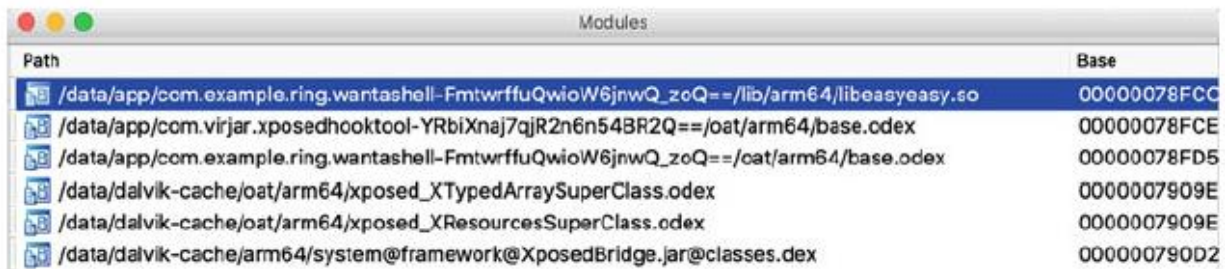 Modules
Path Base
/data/app/com.example.ring.wantashell-FmtwrffuQwioW6jnwQ_zoQ==/lib/arm64/libeasyeasy.so 00000078FCC
/data/app/com.virjar.xposedhooktool-YRbiXnaj7qjR2n6n54BR2Q==/oat/arm64/base.odex 00000078FCE
/data/app/com.example.ring.wantashell-FmtwrffuQwioW6jnwQ_zoQ==/oat/arm64/base.odex 00000078FD5
/data/dalvik-cache/oat/arm64/xposed_XTypedArraySuperClass.odex 0000007909E
/data/dalvik-cache/oat/arm64/xposed_XResourcesSuperClass.odex 0000007909E
/data/dalvik-cache/arm64/system@framework@XposedBridge.jar@classes.dex 000000790D2